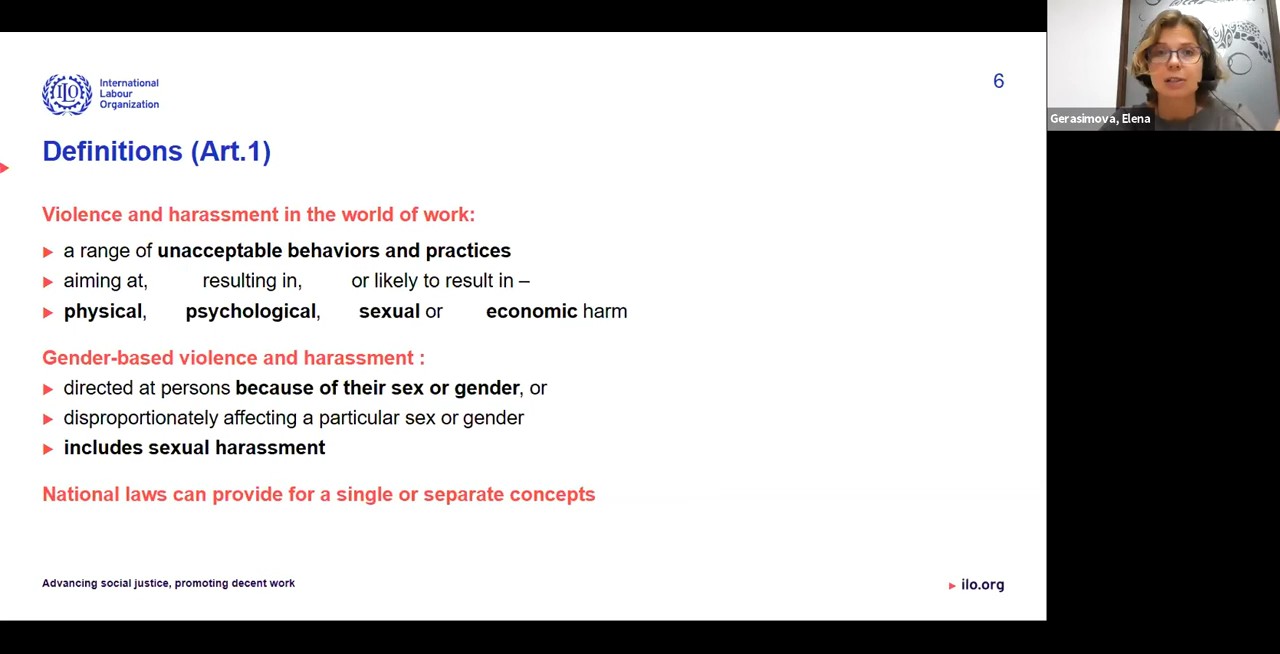 ILO
International
Labour
Organization
6
Gerasimova, Elena
Definitions (Art.1)
Violence and harassment in the world of work:
a range of unacceptable behaviors and practices
aiming at, resulting in, or likely to result in –
physical, psychological, sexual or economic harm
Gender-based violence and harassment :
directed at persons because of their sex or gender, or
disproportionately affecting a particular sex or gender
includes sexual harassment
National laws can provide for a single or separate concepts
Advancing social justice, promoting decent work
ilo.org